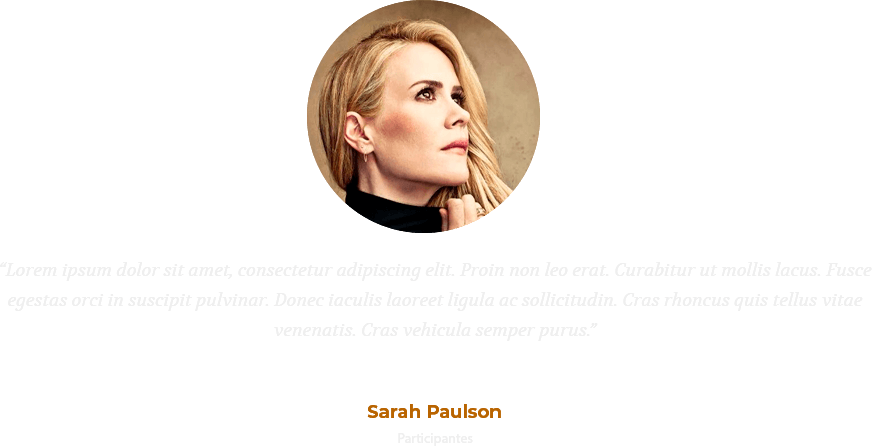 “Lorem ipsum dolor sit amet, consectetur adipiscing elit. Proin non leo erat. Curabitur ut mollis lacus. Fusce
egestas orci in suscipit pulvinar. Donec iaculis laoreet ligula ac sollicitudin. Cras rhoncus quis tellus vitae
venenatis. Cras vehicula semper purus.”
Sarah Paulson
Participantes